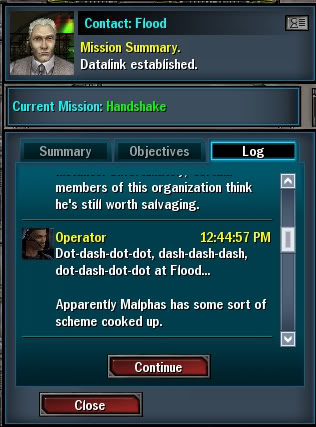 Contact: Flood
Mission Summary.
Datalink established.
Current Mission: Handshake
Summary
Objectives
Log
members of this organization think
he's still worth salvaging.
Operator 12:44:57 PM
Dot-dash-dot-dot, dash-dash-dash,
dot-dash-dot-dot at Flood...
Apparently Malphas has some sort of
scheme cooked up.
Continue
Close